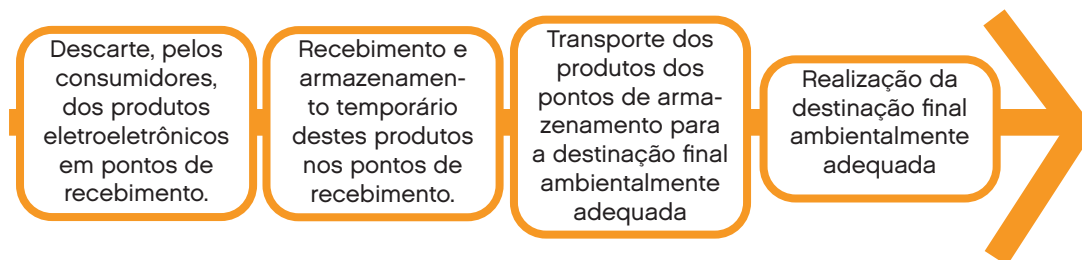 Descarte, pelos
consumidores,
dos produtos
eletroeletrônicos
em pontos de
recebimento.
Recebimento e
armazenamen-
to temporário
destes produtos
nos pontos de
recebimento.
Transporte dos
produtos dos
pontos de arma-
zenamento para
a destinação final
ambientalmente
adequada
Realização da
destinação final
ambientalmente
adequada